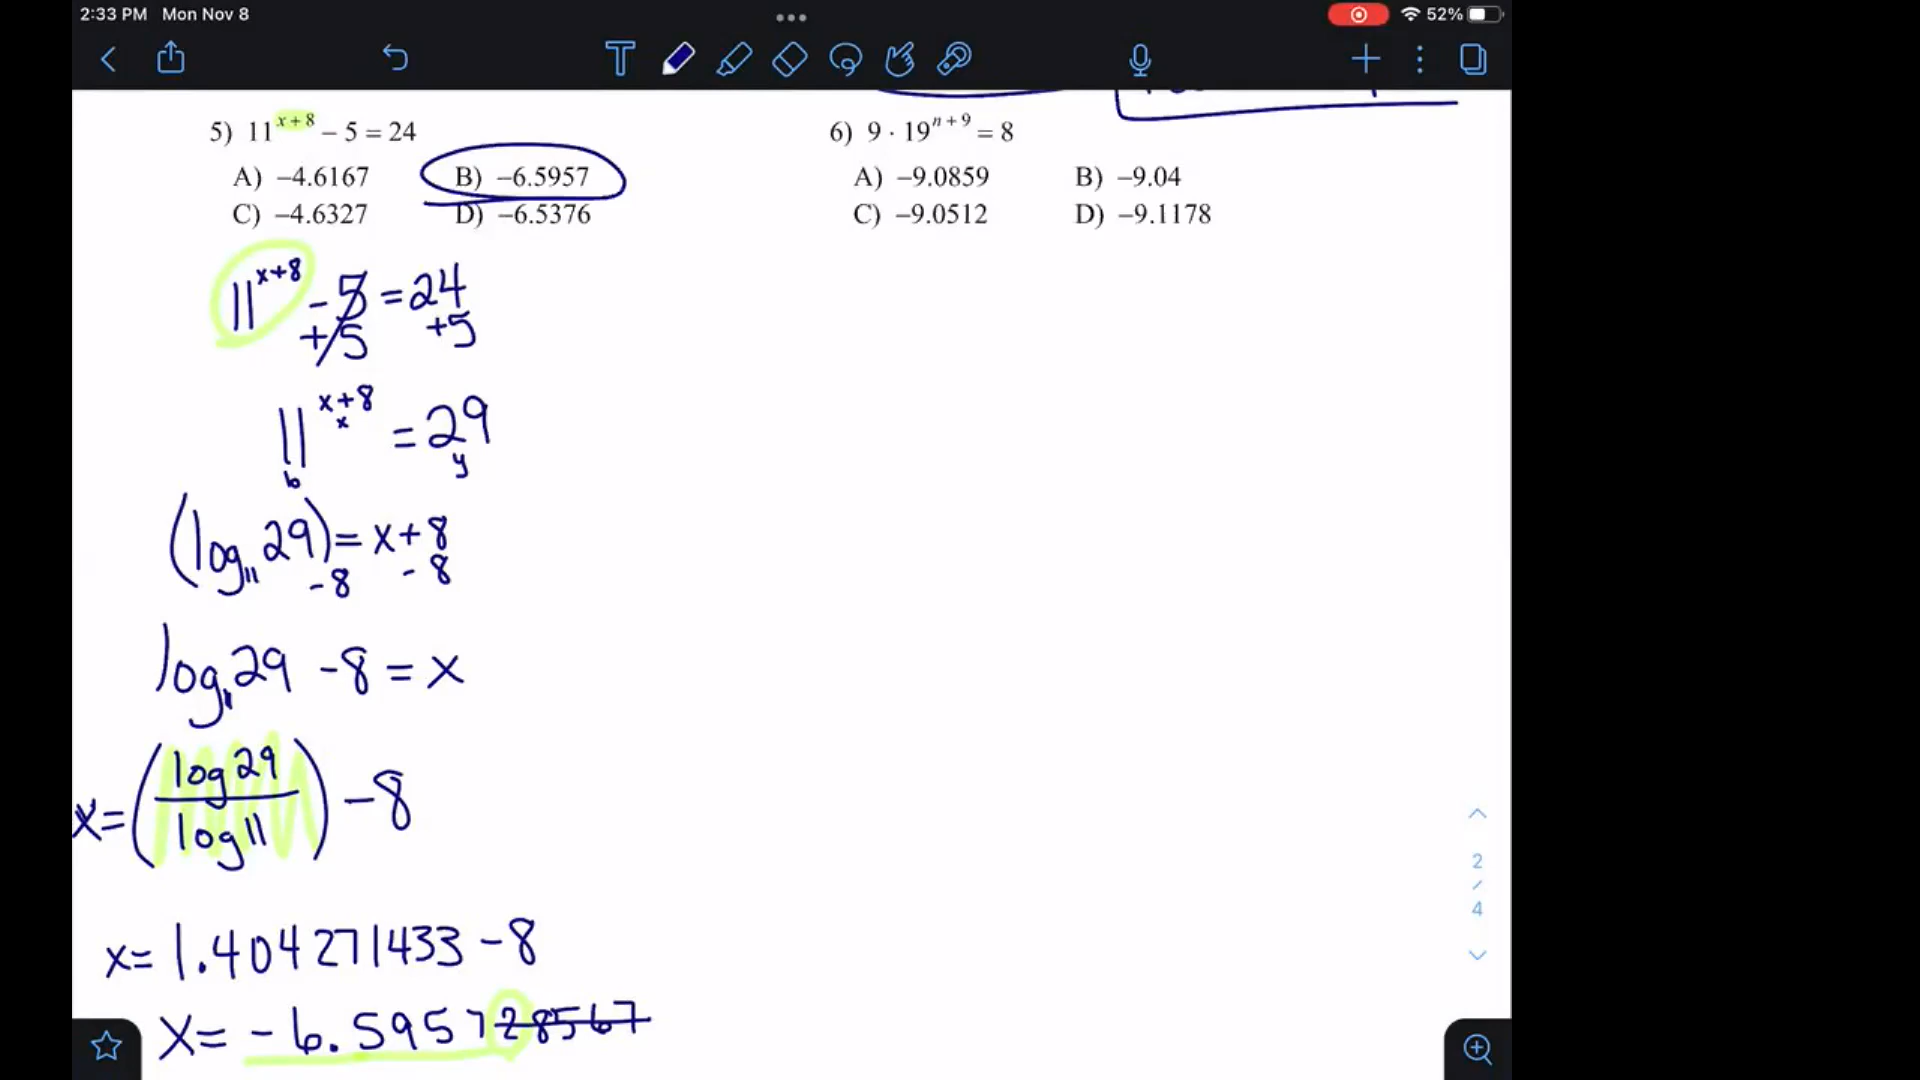 2:33 PM Mon Nov 8
52%
5) 11^{x+8} − 5 = 24
A) −4.6167 B) −6.5957
C) −4.6327 D) −6.5376
11^{x+8} - 5 = 24
+5 +5
11^{x+8} = 29
x
b y
(log₁₁ 29) = x+8
-8 -8
log₁₁ 29 -8 = x
x= (log 29 / log 11) -8
x= 1.404271433 -8
x= -6.595728567
6) 9 · 19^{n+9} = 8
A) −9.0859 B) −9.04
C) −9.0512 D) −9.1178
2
/
4